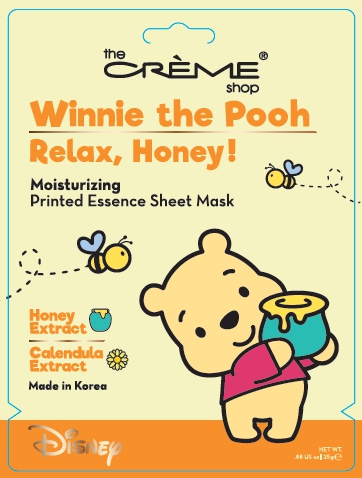 the
CRÈME®
shop
Winnie the Pooh
Relax, Honey!
Moisturizing
Printed Essence Sheet Mask
Honey
Extract
Calendula
Extract
Made in Korea
Disney
NET WT.
.88 US oz | 25g ℮